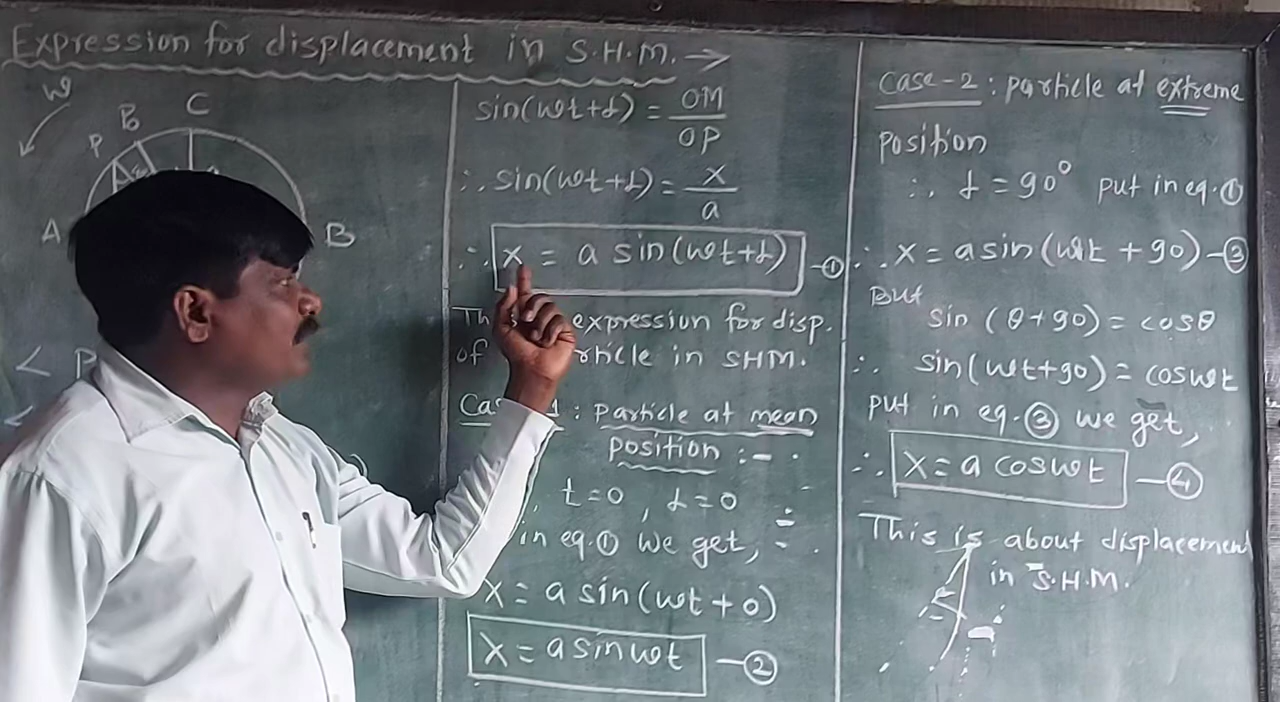 Expression for displacement in S.H.M. →
ω
C
B
P
A
B
< P
<
sin(ωt+α) = OM/OP
∴ sin(ωt+α) = x/a
∴ x = a sin(ωt+α) —①
expression for disp.
of rticle in SHM.
: particle at mean
position :-
t=0 , α=0
in eq.① we get,
x = a sin(ωt+0)
x = a sin ωt —②
Case-2 : particle at extreme
position
∴ α = 90° put in eq.①
∴ x = a sin(ωt + 90) —③
But
sin (θ+90) = cosθ
∴ sin(ωt+90) = cosωt
put in eq.③ we get,
∴ x = a cosωt —④
This is about displacement
in S.H.M.